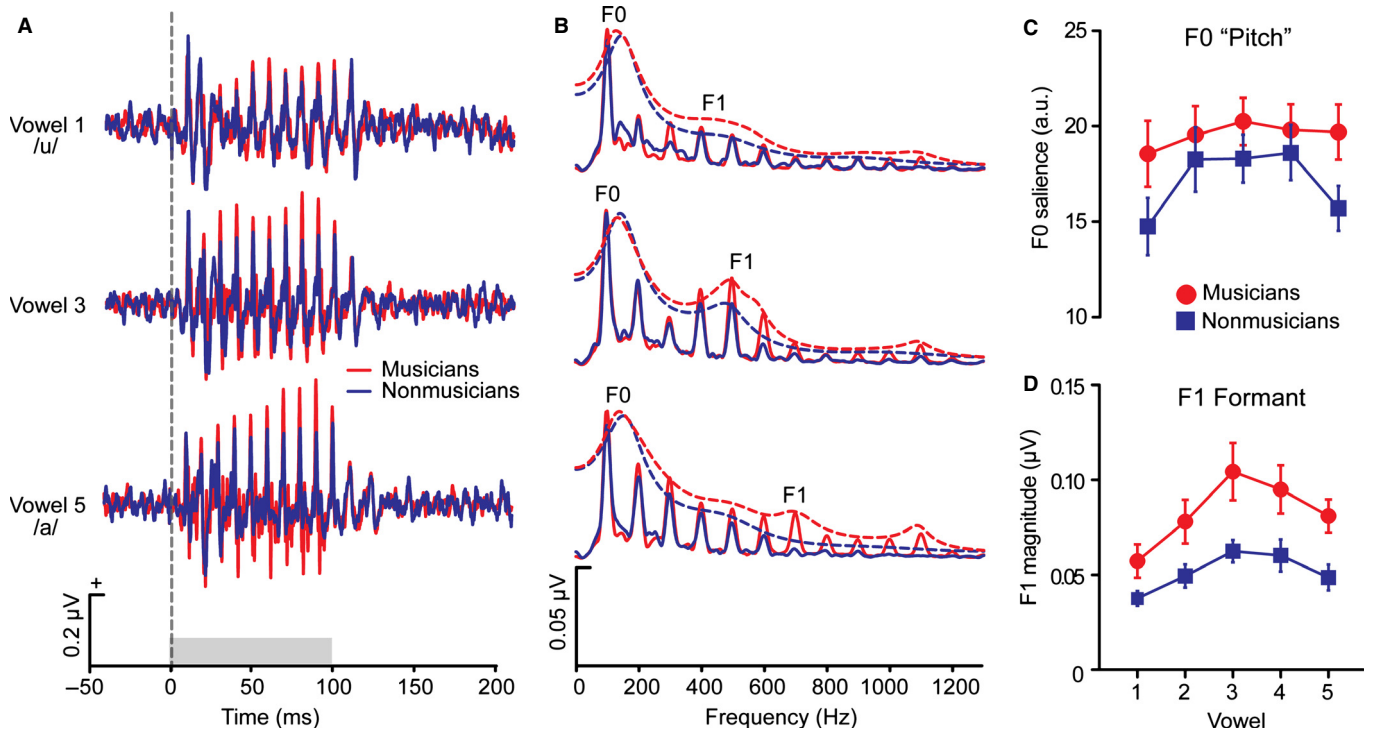 A
Vowel 1
/u/
Vowel 3
Musicians
Nonmusicians
Vowel 5
/a/
+
0.2 µV
–50
0
50
100
150
200
Time (ms)
B
F0
F1
F0
F1
F0
F1
0.05 µV
0
200
400
600
800
1000
1200
Frequency (Hz)
C
F0 “Pitch”
25
20
15
10
F0 salience (a.u.)
Musicians
Nonmusicians
D
F1 Formant
0.15
0.10
0.05
0
F1 magnitude (µV)
1
2
3
4
5
Vowel